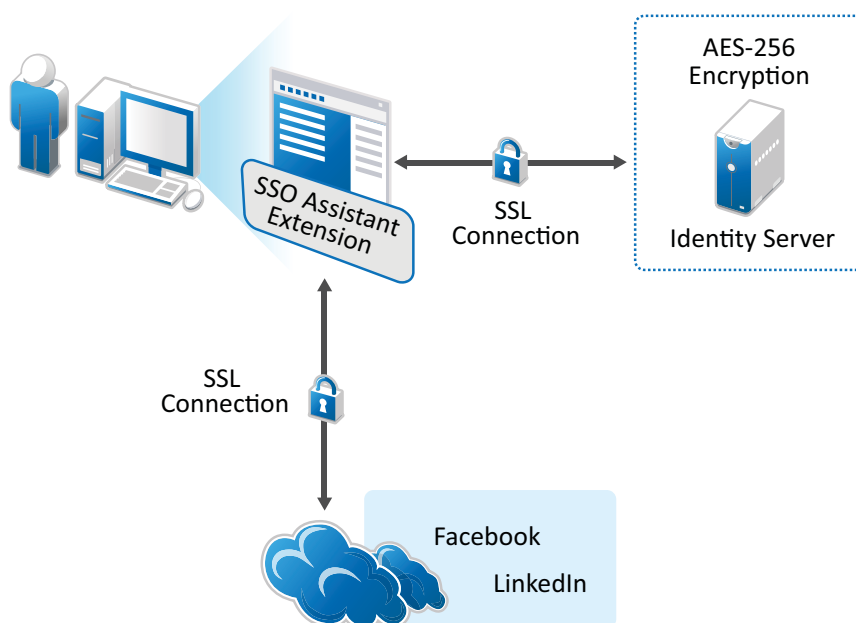 AES-256
Encryption
SSO Assistant
Extension
SSL
Connection
Identity Server
SSL
Connection
Facebook
LinkedIn